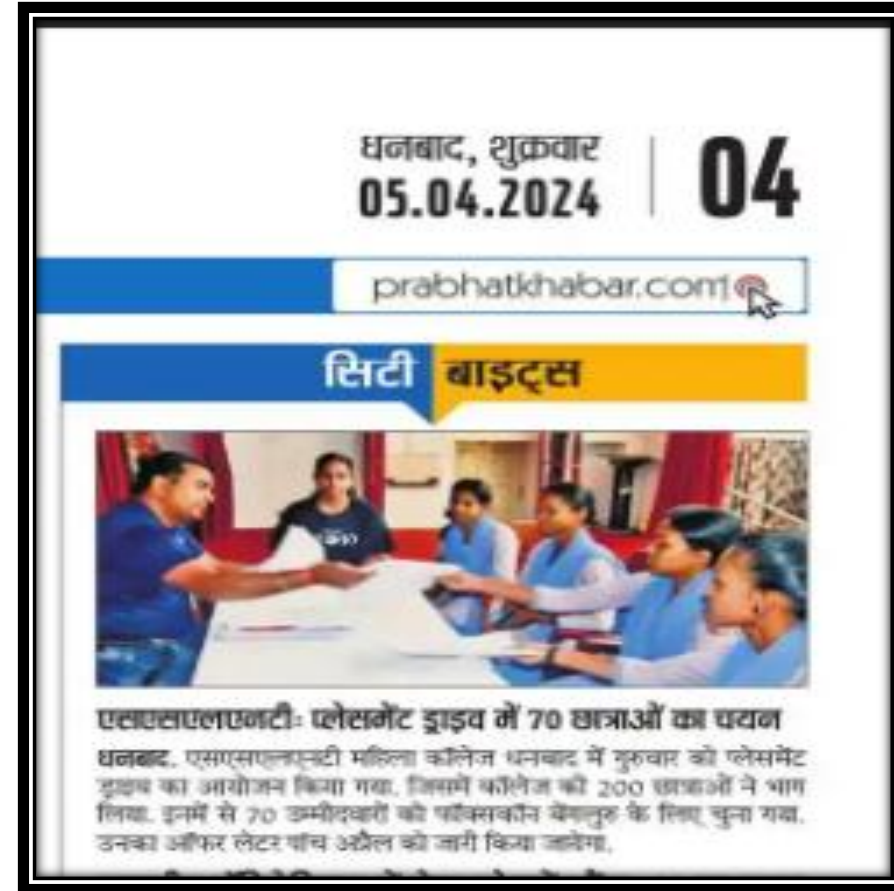 धनबाद, शुक्रवार
05.04.2024
04
prabhatkhabar.com
सिटी बाइट्स
एसएसएलएनटी: प्लेसमेंट ड्राइव में 70 छात्राओं का चयन
धनबाद. एसएसएलएनटी महिला कॉलेज धनबाद में गुरुवार को प्लेसमेंट
ड्राइव का आयोजन किया गया. जिसमें कॉलेज की 200 छात्राओं ने भाग
लिया. इनमें से 70 उम्मीदवारों को फॉक्सकॉन बेंगलुरु के लिए चुना गया.
उनका ऑफर लेटर पांच अप्रैल को जारी किया जायेगा.